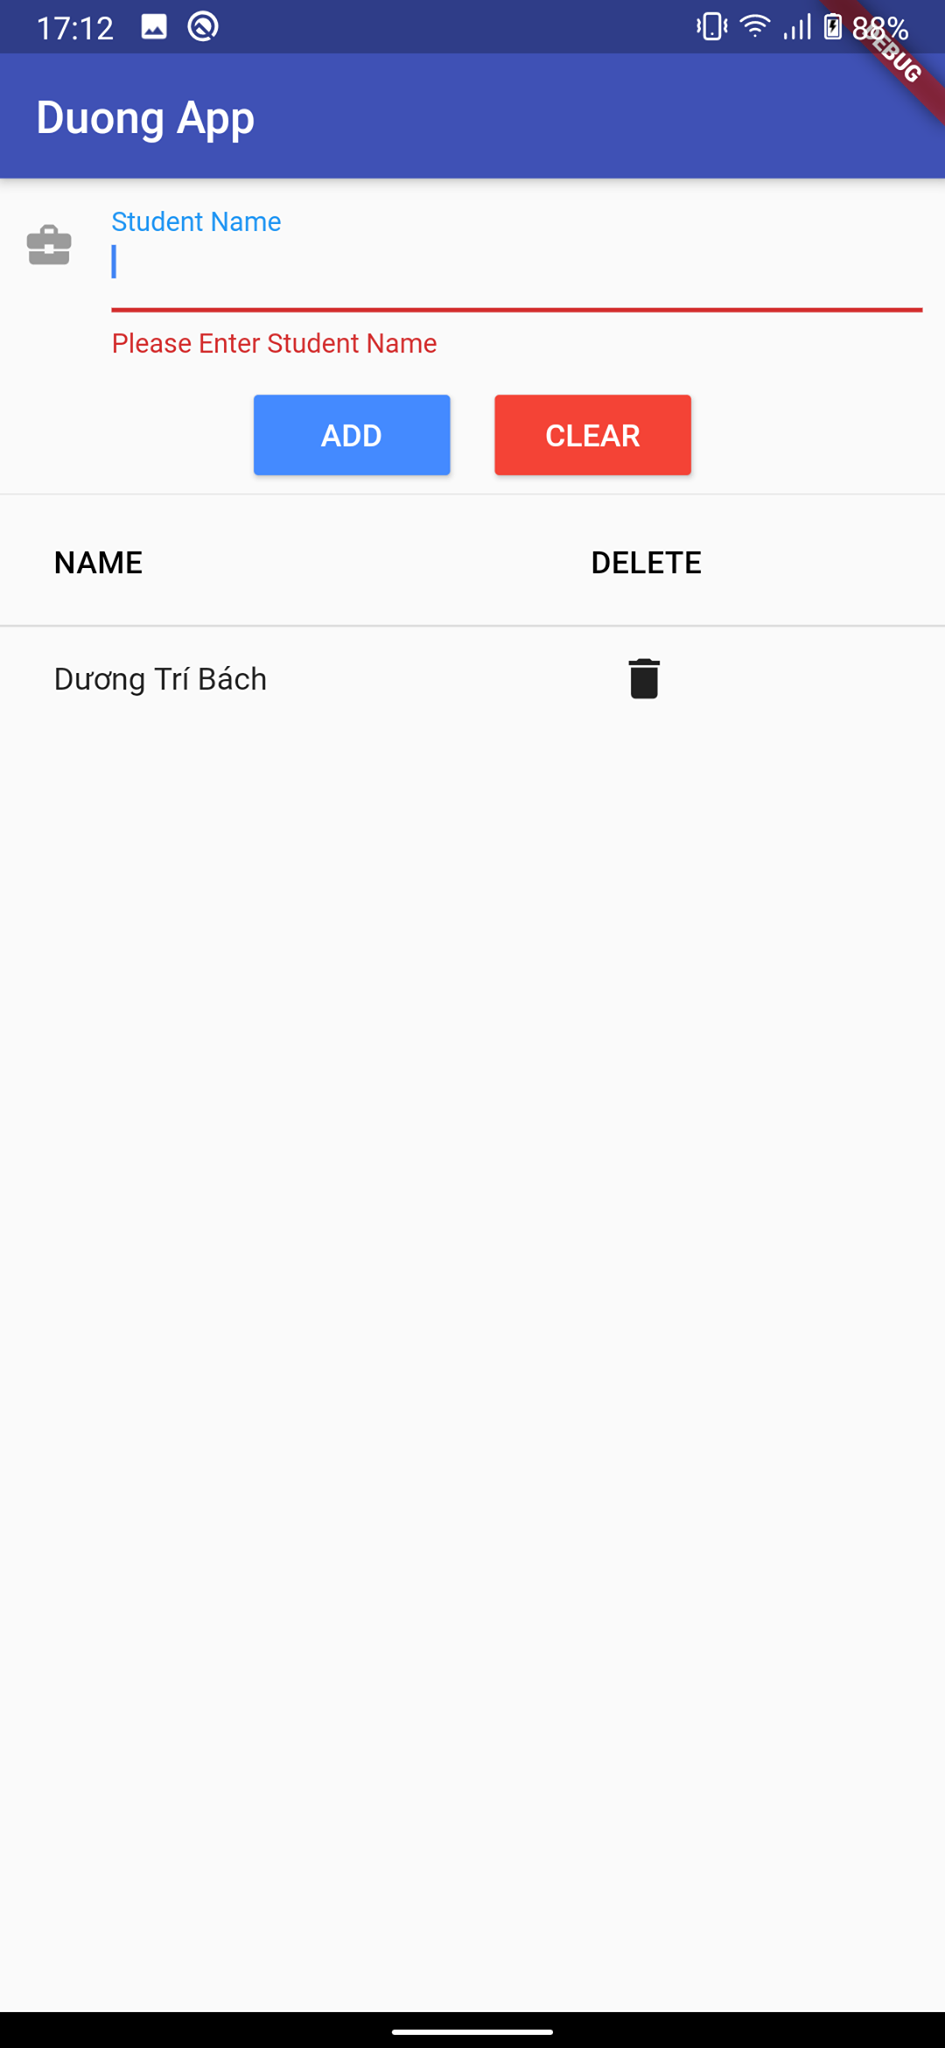 17:12 88%
DEBUG
Duong App
Student Name
Please Enter Student Name
ADD CLEAR
NAME DELETE
Dương Trí Bách